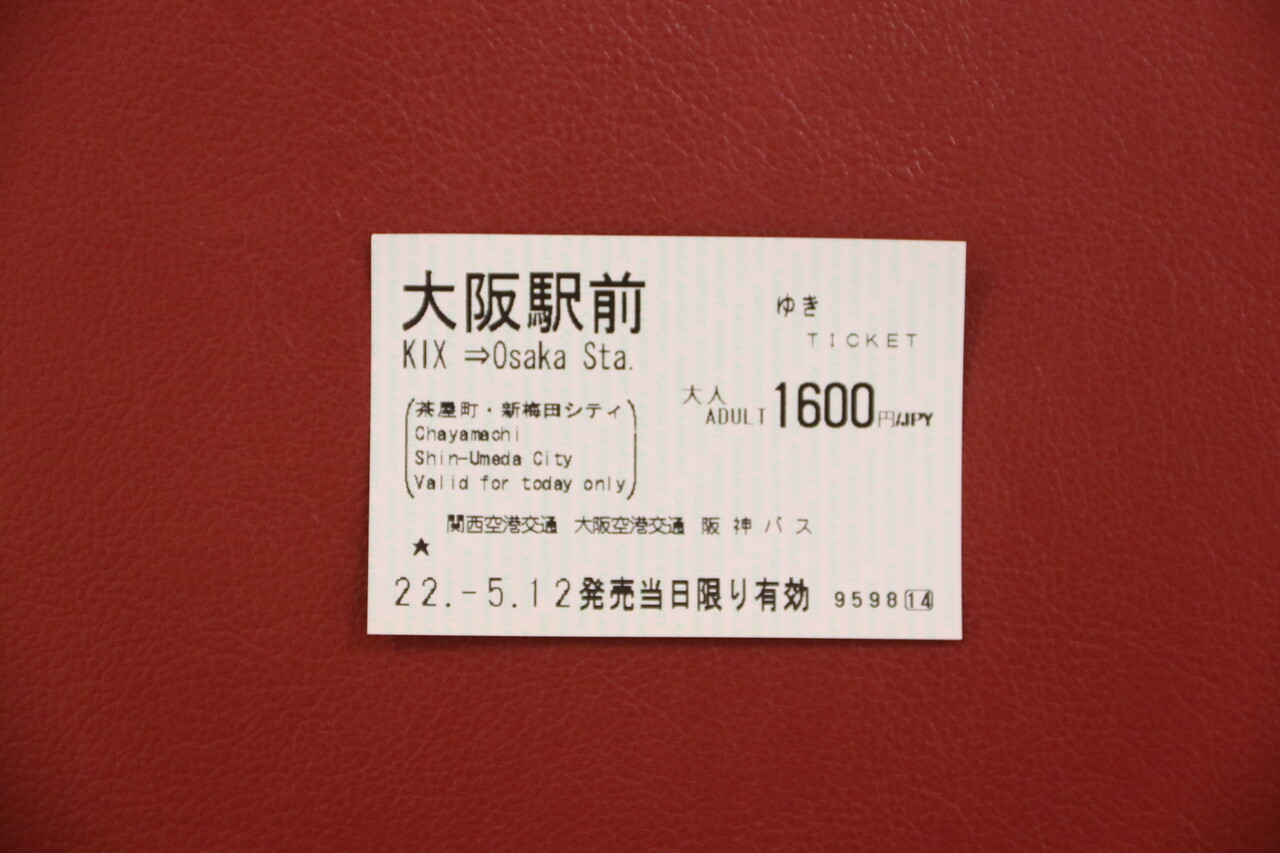 大阪駅前 ゆき
TICKET
KIX ⇒Osaka Sta.
大人
ADULT 1600円/JPY
(茶屋町・新梅田シティ
Chayamachi
Shin-Umeda City
Valid for today only)
関西空港交通 大阪空港交通 阪神バス
★
22.-5.12発売当日限り有効 9598 14